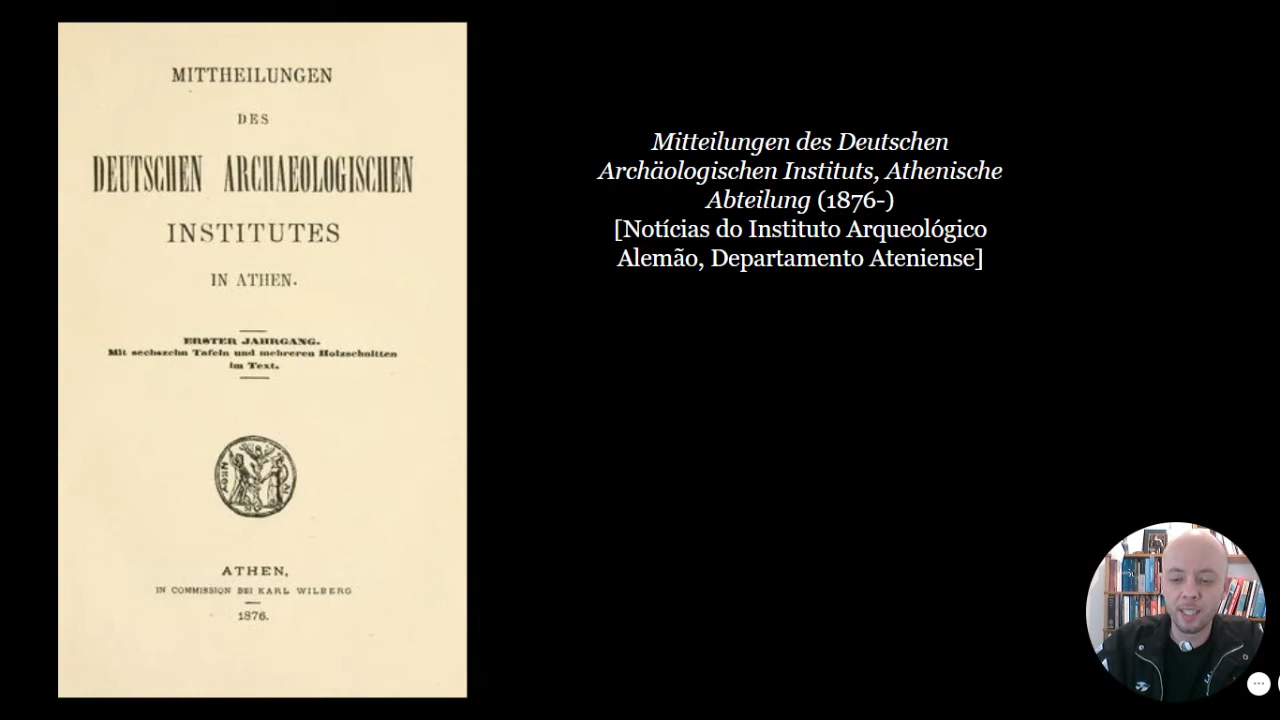 MITTHEILUNGEN
DES
DEUTSCHEN ARCHAEOLOGISCHEN
INSTITUTES
IN ATHEN.
ERSTER JAHRGANG.
Mit sechszehn Tafeln und mehreren Holzschnitten
im Text.
ATHEN,
IN COMMISSION BEI KARL WILBERG
1876.
Mitteilungen des Deutschen
Archäologischen Instituts, Athenische
Abteilung (1876-)
[Notícias do Instituto Arqueológico
Alemão, Departamento Ateniense]